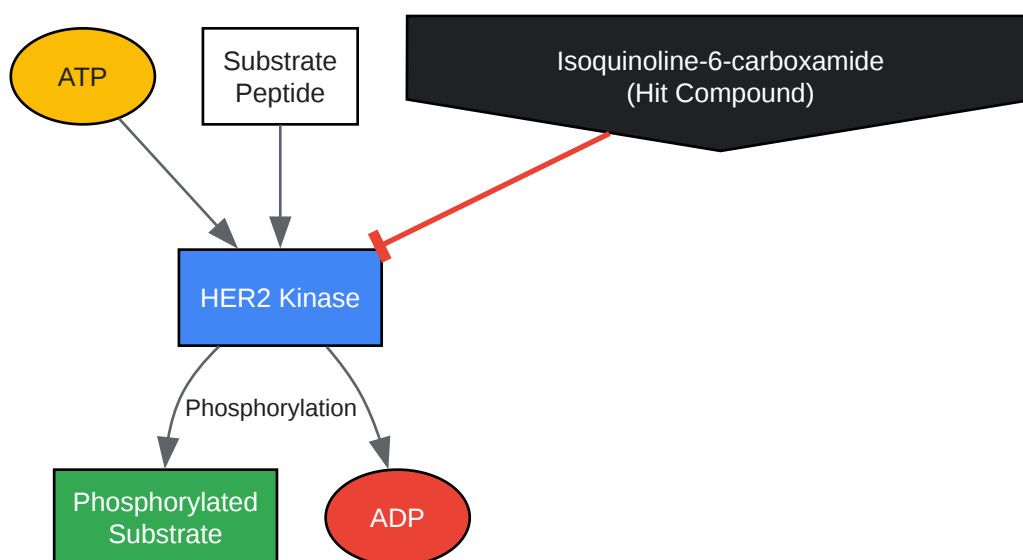 ATP
Substrate
Peptide
Isoquinoline-6-carboxamide
(Hit Compound)
HER2 Kinase
Phosphorylation
Phosphorylated
Substrate
ADP